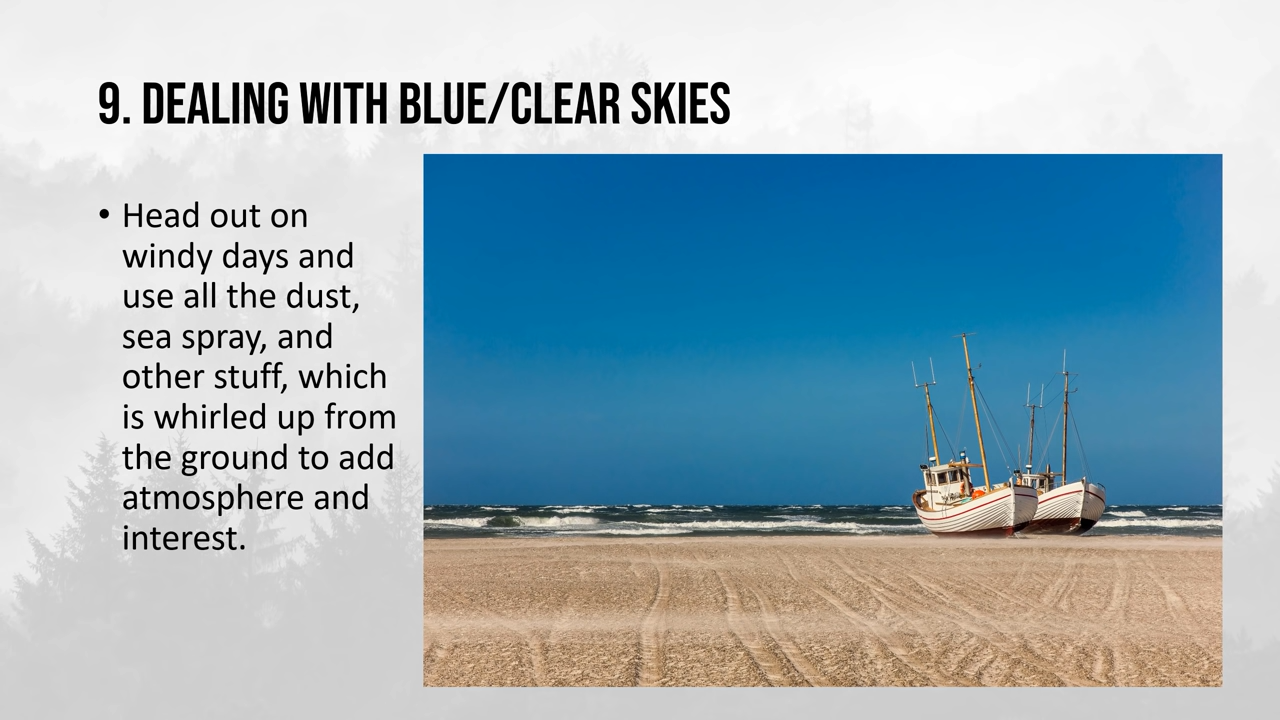 9. DEALING WITH BLUE/CLEAR SKIES
• Head out on
windy days and
use all the dust,
sea spray, and
other stuff, which
is whirled up from
the ground to add
atmosphere and
interest.